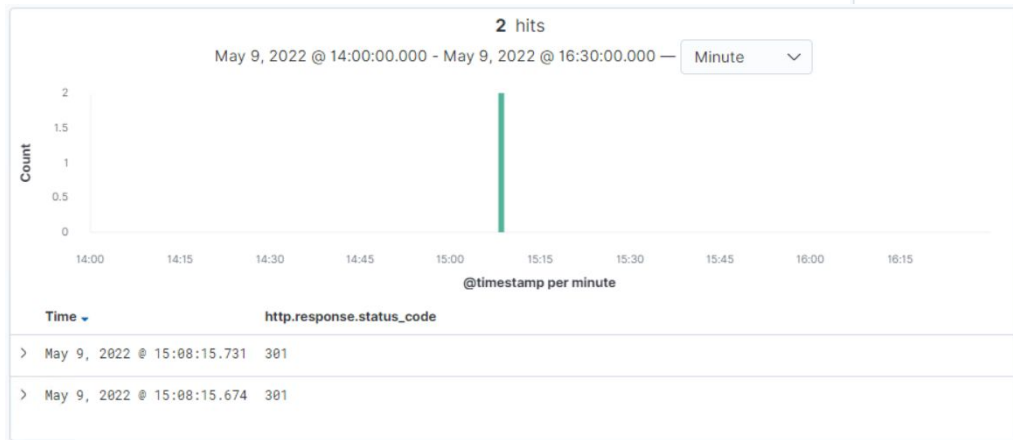 2 hits
May 9, 2022 @ 14:00:00.000 - May 9, 2022 @ 16:30:00.000 — Minute
2
1.5
1
0.5
0
Count
14:00 14:15 14:30 14:45 15:00 15:15 15:30 15:45 16:00 16:15
@timestamp per minute
Time http.response.status_code
May 9, 2022 @ 15:08:15.731 301
May 9, 2022 @ 15:08:15.674 301